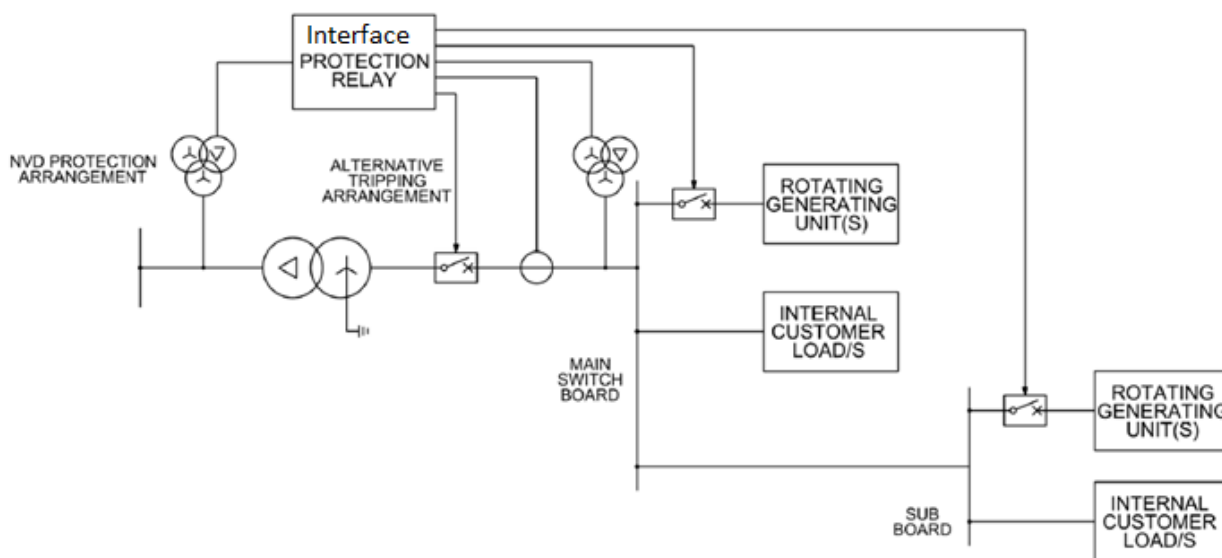 Interface
PROTECTION
RELAY
NVD PROTECTION
ARRANGEMENT
ALTERNATIVE
TRIPPING
ARRANGEMENT
ROTATING
GENERATING
UNIT(S)
INTERNAL
CUSTOMER
LOAD/S
MAIN
SWITCH
BOARD
ROTATING
GENERATING
UNIT(S)
SUB
BOARD
INTERNAL
CUSTOMER
LOAD/S